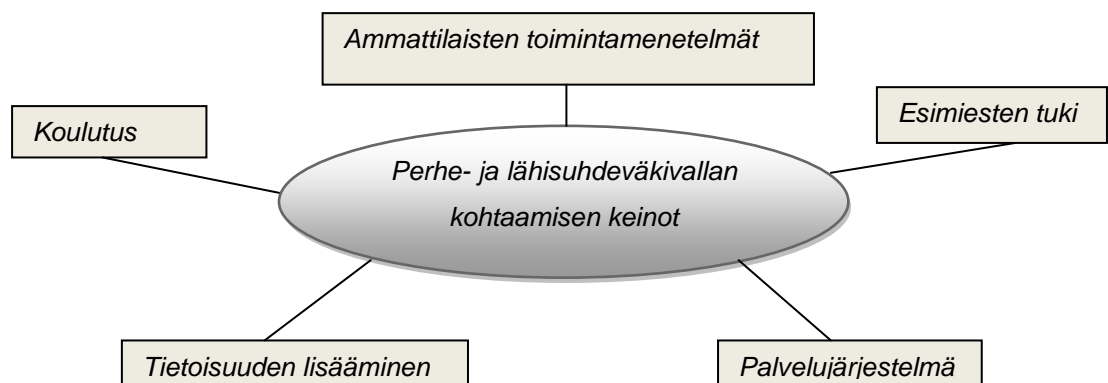 Ammattilaisten toimintamenetelmät
Esimiesten tuki
Koulutus
Perhe- ja lähisuhdeväkivallan
kohtaamisen keinot
Tietoisuuden lisääminen
Palvelujärjestelmä